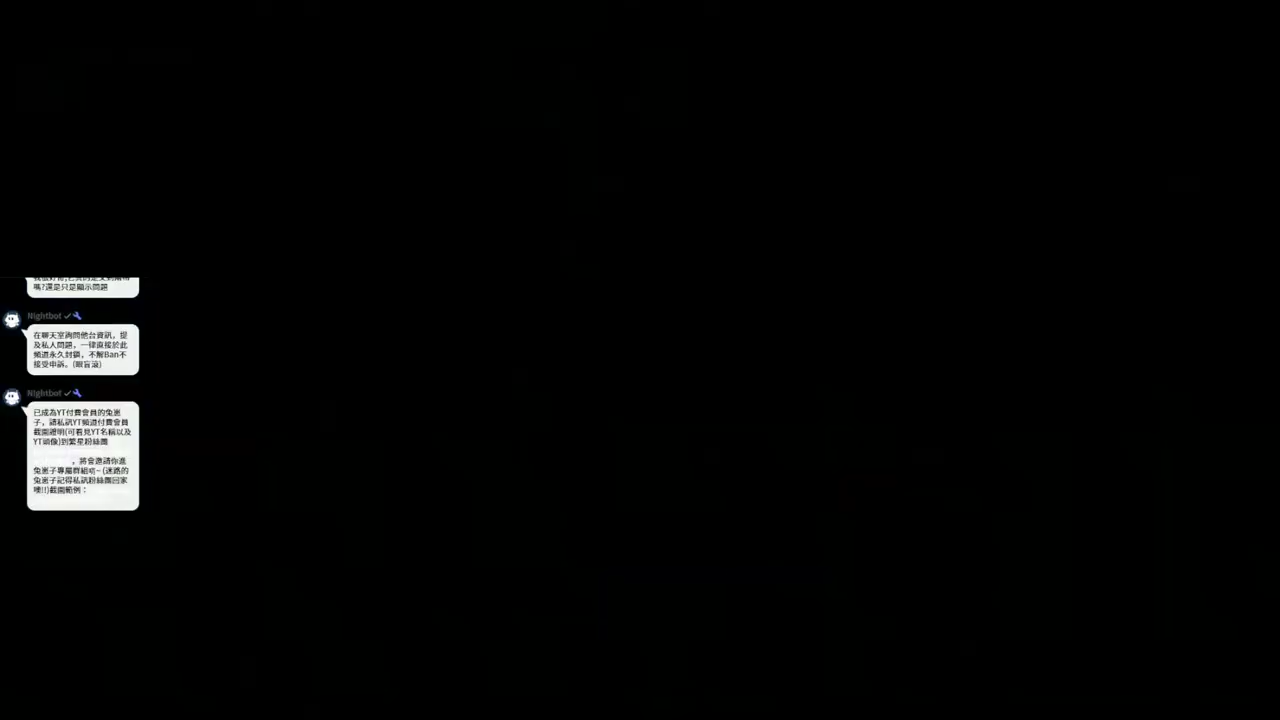 嗎?還是只是顯示問題
Nightbot
在聊天室詢問他台資訊，提
及私人問題，一律直接於此
頻道永久封鎖，不解Ban不
接受申訴。(眼盲滾)
Nightbot
已成為YT付費會員的兔崽
子，請私訊YT頻道付費會員
截圖證明(可看見YT名稱以及
YT頭像)到繁星粉絲團
，將會邀請你進
兔崽子專屬群組唷~(迷路的
兔崽子記得私訊粉絲團回家
噢!!)截圖範例：